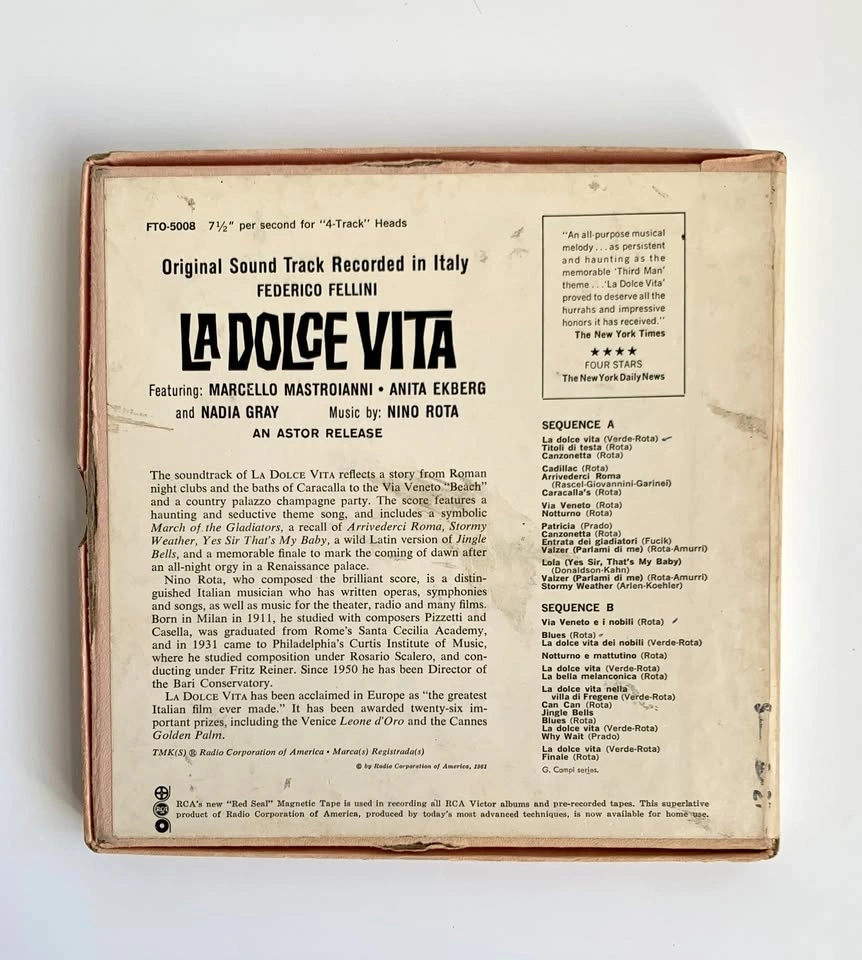 FTO-5008 7½" per second for "4-Track" Heads
Original Sound Track Recorded in Italy
FEDERICO FELLINI
LA DOLCE VITA
Featuring: MARCELLO MASTROIANNI • ANITA EKBERG
and NADIA GRAY Music by: NINO ROTA
AN ASTOR RELEASE
The soundtrack of LA DOLCE VITA reflects a story from Roman
night clubs and the baths of Caracalla to the Via Veneto "Beach"
and a country palazzo champagne party. The score features a
haunting and seductive theme song, and includes a symbolic
March of the Gladiators, a recall of Arrivederci Roma, Stormy
Weather, Yes Sir That's My Baby, a wild Latin version of Jingle
Bells, and a memorable finale to mark the coming of dawn after
an all-night orgy in a Renaissance palace.
Nino Rota, who composed the brilliant score, is a distin-
guished Italian musician who has written operas, symphonies
and songs, as well as music for the theater, radio and many films.
Born in Milan in 1911, he studied with composers Pizzetti and
Casella, was graduated from Rome's Santa Cecilia Academy,
and in 1931 came to Philadelphia's Curtis Institute of Music,
where he studied composition under Rosario Scalero, and con-
ducting under Fritz Reiner. Since 1950 he has been Director of
the Bari Conservatory.
LA DOLCE VITA has been acclaimed in Europe as "the greatest
Italian film ever made." It has been awarded twenty-six im-
portant prizes, including the Venice Leone d'Oro and the Cannes
Golden Palm.
TMK(S) ® Radio Corporation of America • Marca(s) Registrada(s)
© by Radio Corporation of America, 1961
"An all-purpose musical
melody...as persistent
and haunting as the
memorable 'Third Man'
theme...'La Dolce Vita'
proved to deserve all the
hurrahs and impressive
honors it has received."
The New York Times
★★★★
FOUR STARS
The New York Daily News
SEQUENCE A
La dolce vita (Verde-Rota)
Titoli di testa (Rota)
Canzonetta (Rota)
Cadillac (Rota)
Arrivederci Roma
(Rascel-Giovannini-Garinei)
Caracalla's (Rota)
Via Veneto (Rota)
Notturno (Rota)
Patricia (Prado)
Canzonetta (Rota)
Entrata dei gladiatori (Fucik)
Valzer (Parlami di me) (Rota-Amurri)
Lola (Yes Sir, That's My Baby)
(Donaldson-Kahn)
Valzer (Parlami di me) (Rota-Amurri)
Stormy Weather (Arlen-Koehler)
SEQUENCE B
Via Veneto e i nobili (Rota)
Blues (Rota)
La dolce vita dei nobili (Verde-Rota)
Notturno e mattutino (Rota)
La dolce vita (Verde-Rota)
La bella melanconica (Rota)
La dolce vita nella
villa di Fregene (Verde-Rota)
Can Can (Rota)
Jingle Bells
Blues (Rota)
La dolce vita (Verde-Rota)
Why Wait (Prado)
La dolce vita (Verde-Rota)
Finale (Rota)
G. Campi series.
RCA
RCA's new "Red Seal" Magnetic Tape is used in recording all RCA Victor albums and pre-recorded tapes. This superlative
product of Radio Corporation of America, produced by today's most advanced techniques, is now available for home use.